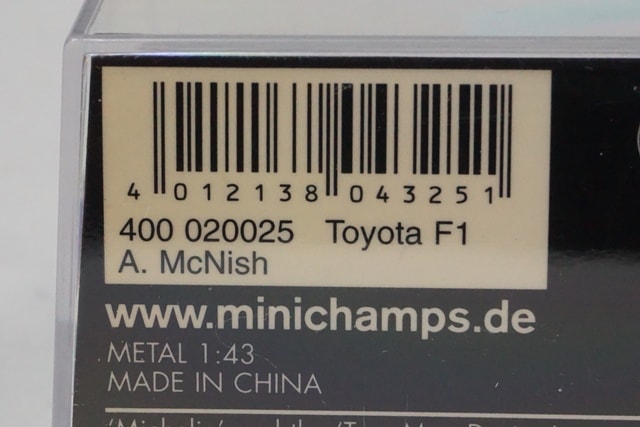 4 012138 043251
400 020025 Toyota F1
A. McNish
www.minichamps.de
METAL 1:43
MADE IN CHINA